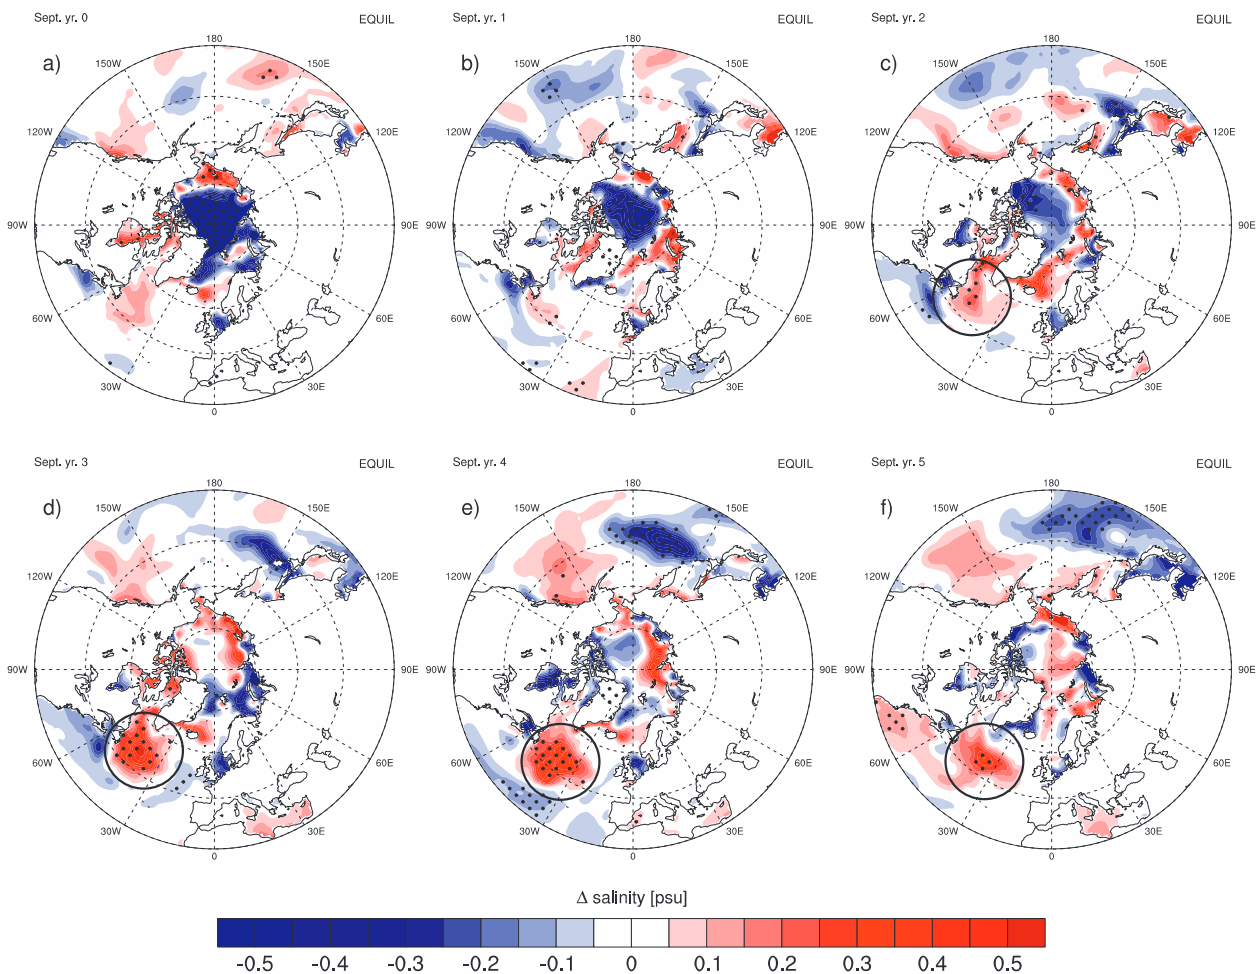 Sept. yr. 0 EQUIL
a)
180
150W 150E
120W 120E
90W 90E
60W 60E
30W 30E
0
Sept. yr. 1 EQUIL
b)
180
150W 150E
120W 120E
90W 90E
60W 60E
30W 30E
0
Sept. yr. 2 EQUIL
c)
180
150W 150E
120W 120E
90W 90E
60W 60E
30W 30E
0
Sept. yr. 3 EQUIL
d)
180
150W 150E
120W 120E
90W 90E
60W 60E
30W 30E
0
Sept. yr. 4 EQUIL
e)
180
150W 150E
120W 120E
90W 90E
60W 60E
30W 30E
0
Sept. yr. 5 EQUIL
f)
180
150W 150E
120W 120E
90W 90E
60W 60E
30W 30E
0
Δ salinity [psu]
-0.5 -0.4 -0.3 -0.2 -0.1 0 0.1 0.2 0.3 0.4 0.5